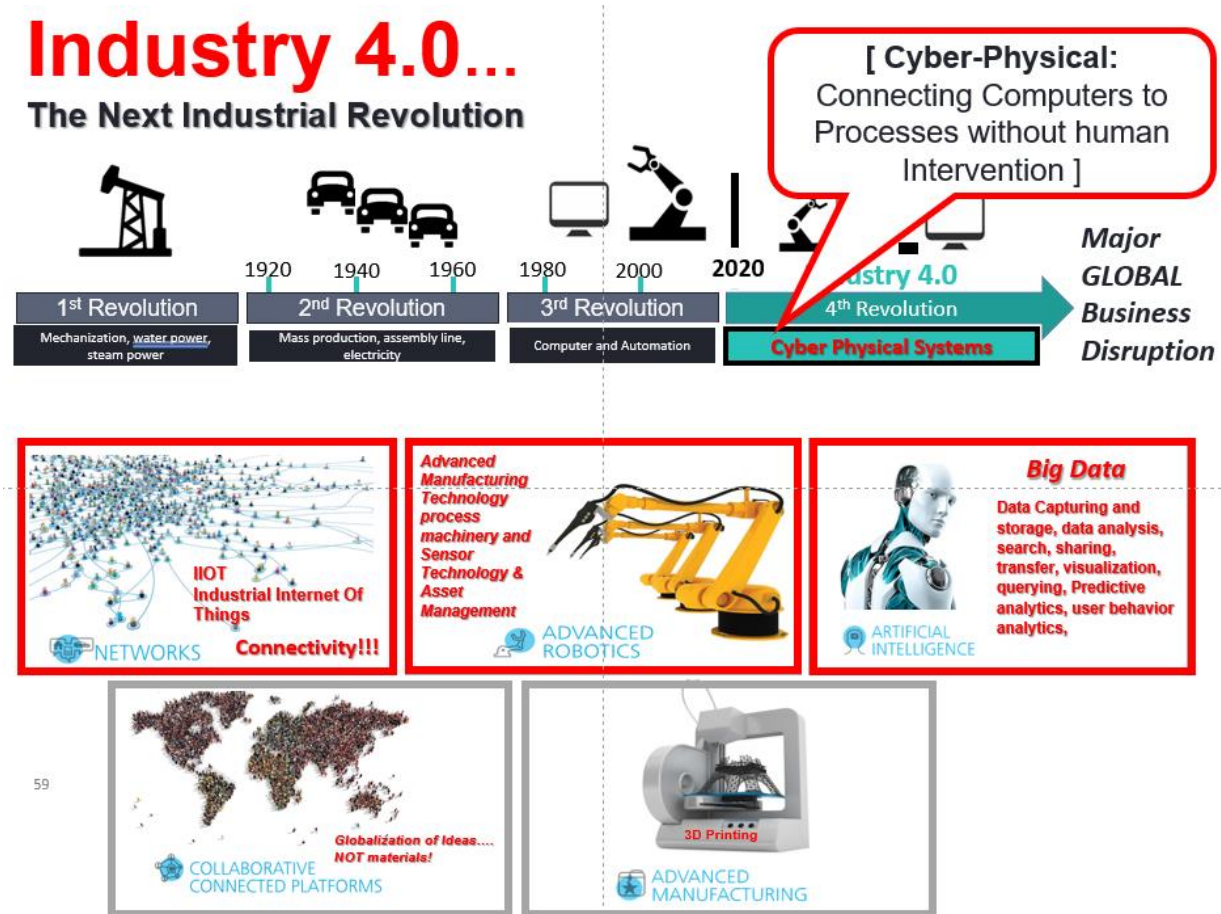 Industry 4.0...
The Next Industrial Revolution
[ Cyber-Physical:
Connecting Computers to
Processes without human
Intervention ]
1920
1940
1960
1980
2000
2020
ustry 4.0
1st Revolution
2nd Revolution
3rd Revolution
4th Revolution
Mechanization, water power,
steam power
Mass production, assembly line,
electricity
Computer and Automation
Cyber Physical Systems
Major
GLOBAL
Business
Disruption
IIOT
Industrial Internet Of
Things
Connectivity!!!
NETWORKS
Advanced
Manufacturing
Technology
process
machinery and
Sensor
Technology &
Asset
Management
ADVANCED
ROBOTICS
Big Data
Data Capturing and
storage, data analysis,
search, sharing,
transfer, visualization,
querying, Predictive
analytics, user behavior
analytics,
ARTIFICIAL
INTELLIGENCE
Globalization of Ideas....
NOT materials!
COLLABORATIVE
CONNECTED PLATFORMS
3D Printing
ADVANCED
MANUFACTURING
59